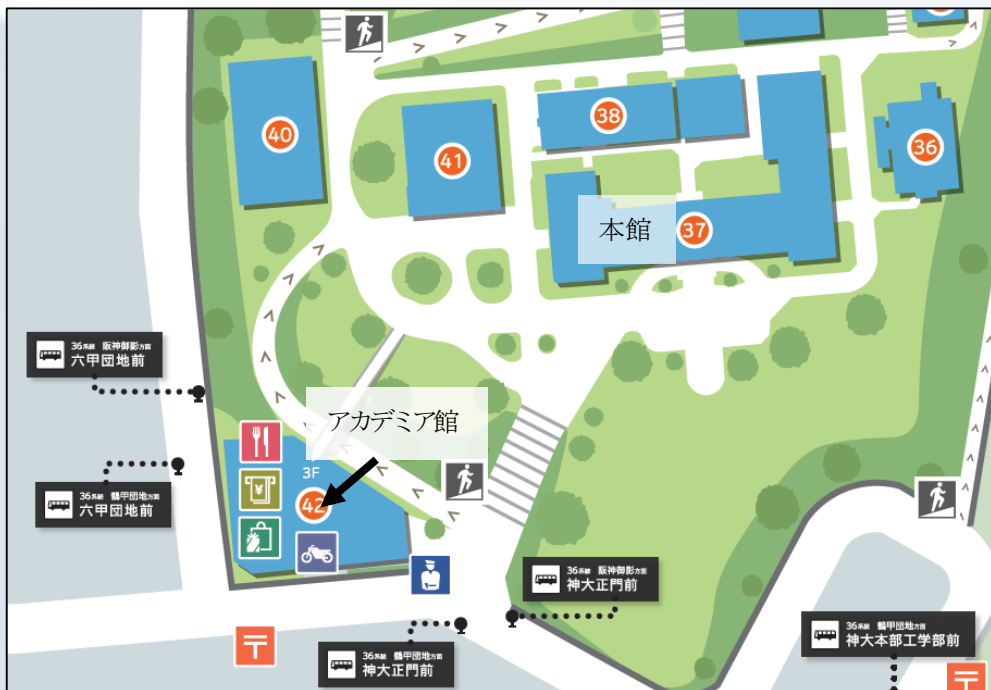 40
41
38
36
本館
37
36系統 阪神御影方面
六甲団地前
アカデミア館
3F
42
36系統 鶴甲団地方面
六甲団地前
36系統 阪神御影方面
神大正門前
36系統 鶴甲団地方面
神大本部工学部前
36系統 鶴甲団地方面
神大正門前